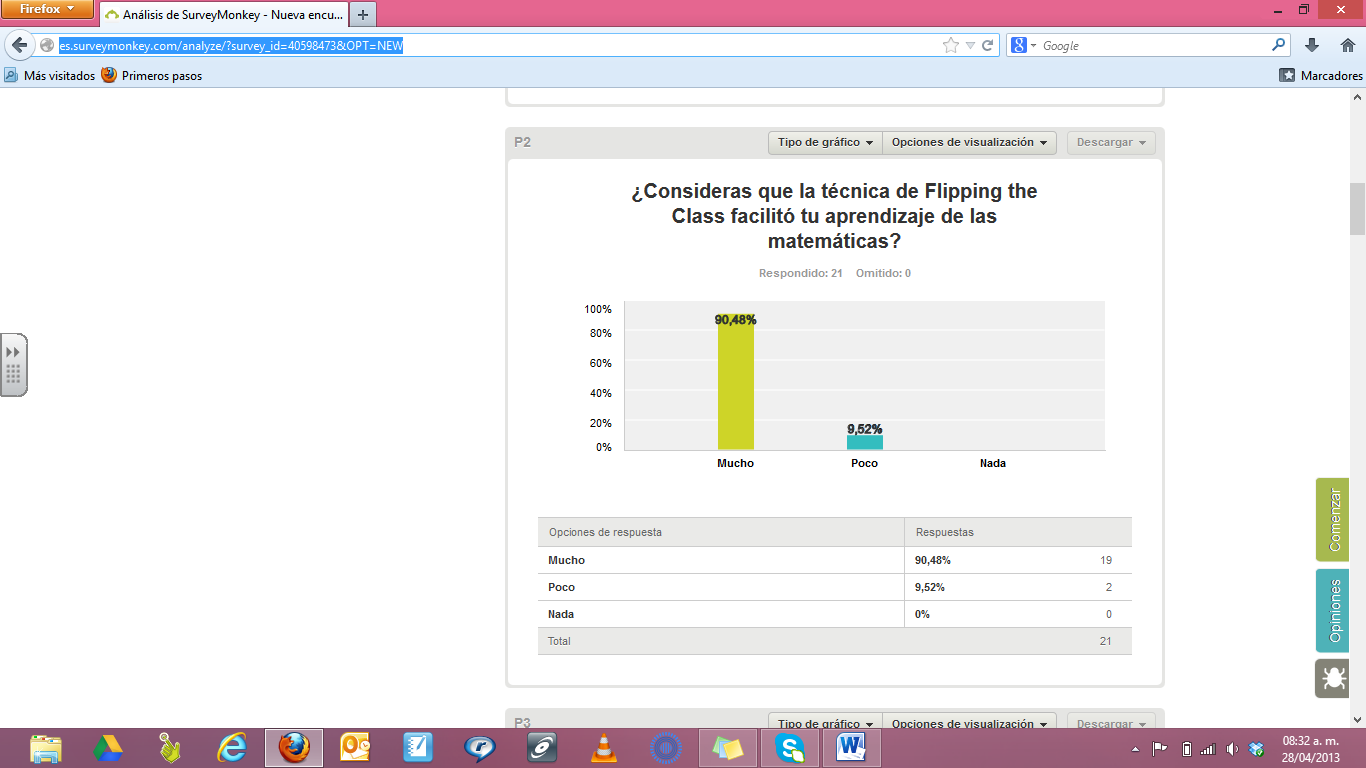 Firefox
Análisis de SurveyMonkey - Nueva encu...
es.surveymonkey.com/analyze/?survey_id=40598473&OPT=NEW
Google
Más visitados
Primeros pasos
Marcadores
P2
Tipo de gráfico
Opciones de visualización
Descargar
¿Consideras que la técnica de Flipping the
Class facilitó tu aprendizaje de las
matemáticas?
Respondido: 21 Omitido: 0
100%
80%
60%
40%
20%
0%
90,48%
9,52%
Mucho
Poco
Nada
Opciones de respuesta Respuestas
Mucho 90,48% 19
Poco 9,52% 2
Nada 0% 0
Total 21
Comenzar
Opiniones
P3
Tipo de gráfico
Opciones de visualización
Descargar
08:32 a. m.
28/04/2013